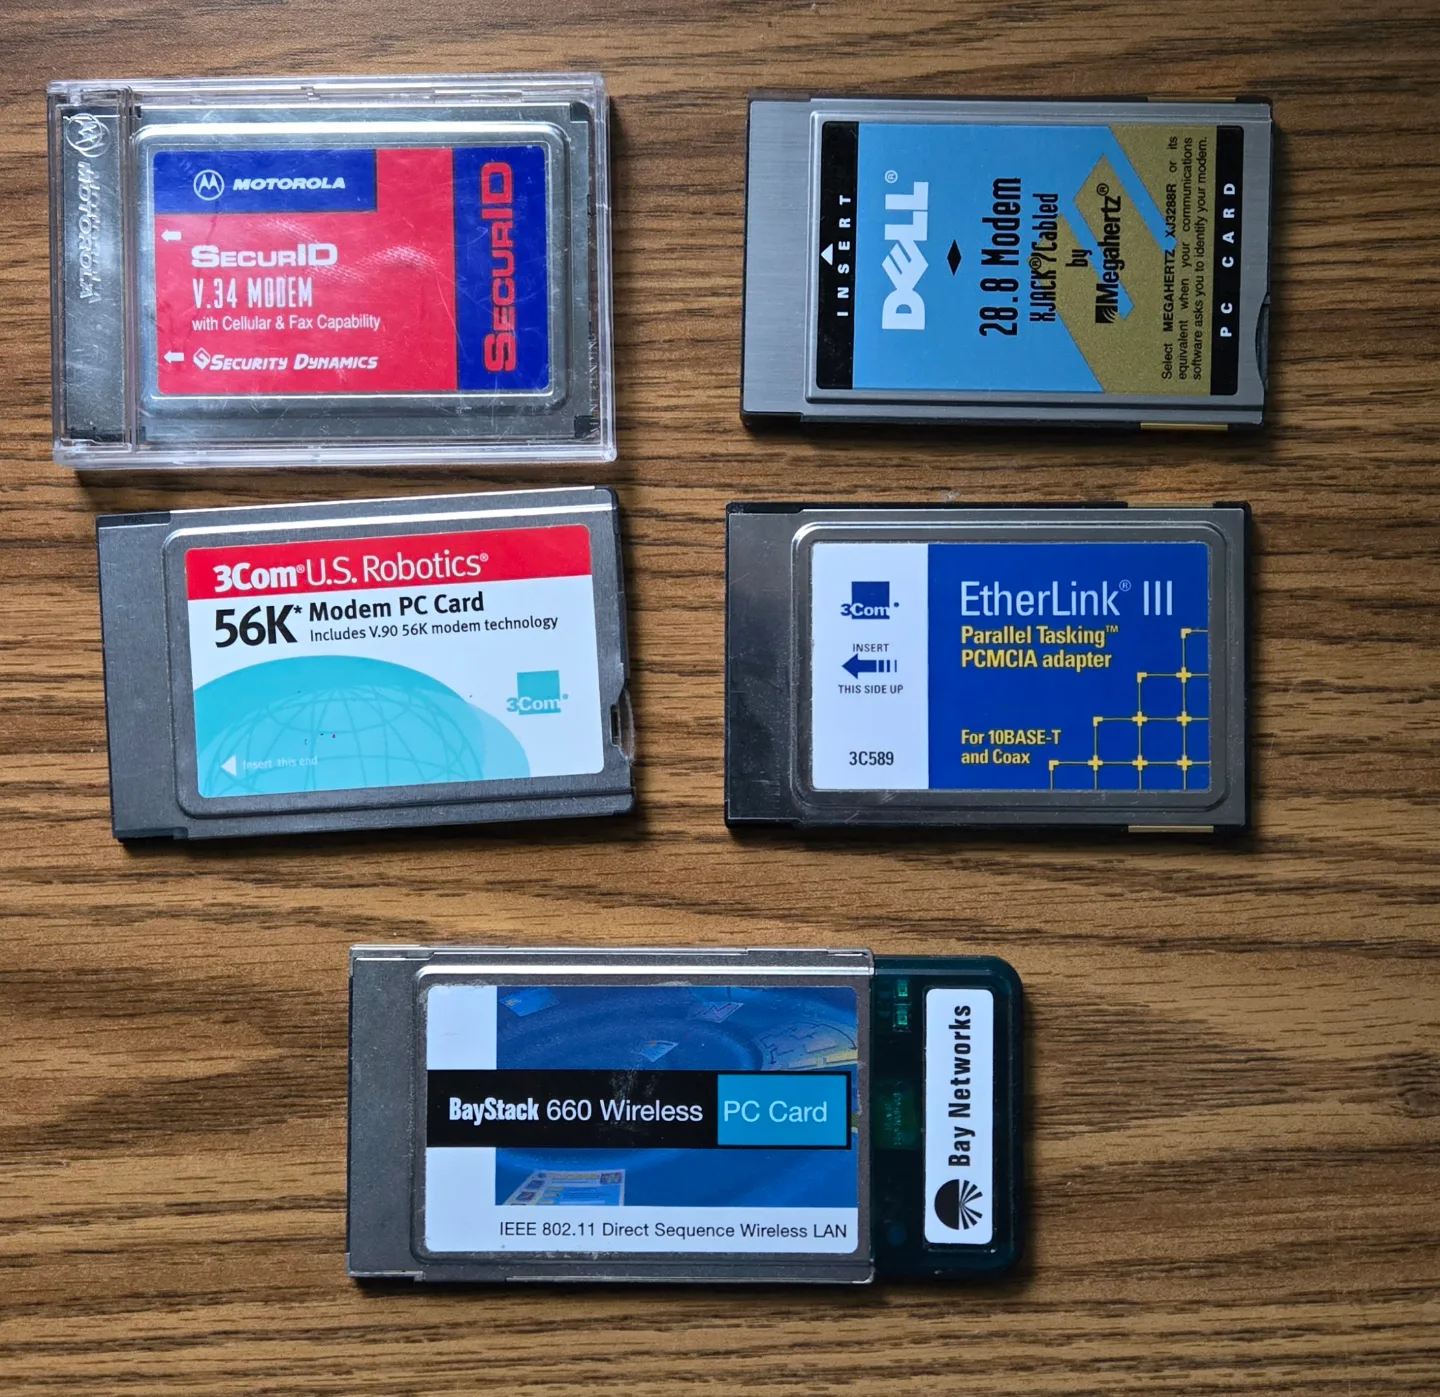 MOTOROLA
MOTOROLA
SECURID
V.34 MODEM
with Cellular & Fax Capability
SECURITY DYNAMICS
SECURID
INSERT
DELL®
28.8 Modem
XJACK®/Cabled
by
Megahertz®
Select MEGAHERTZ XJ3288R or its
equivalent when your communications
software asks you to identify your modem.
PC CARD
3Com® U.S. Robotics®
56K* Modem PC Card
Includes V.90 56K modem technology
3Com®
Insert this end
3Com®
INSERT
THIS SIDE UP
3C589
EtherLink® III
Parallel Tasking™
PCMCIA adapter
For 10BASE-T
and Coax
BayStack 660 Wireless PC Card
IEEE 802.11 Direct Sequence Wireless LAN
Bay Networks